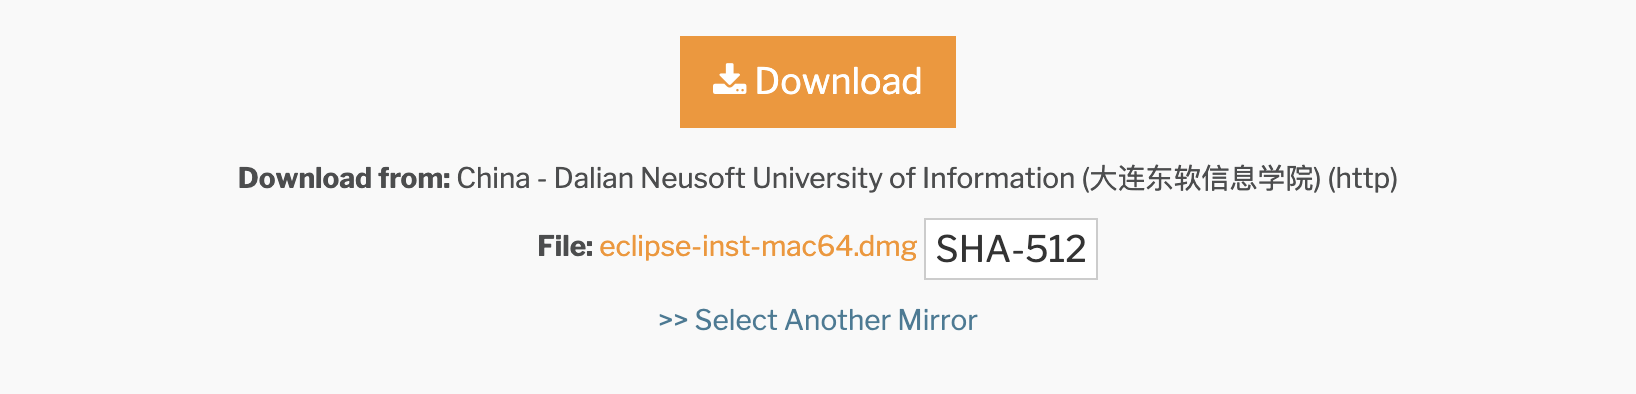 Download
Download from: China - Dalian Neusoft University of Information (大连东软信息学院) (http)
File: eclipse-inst-mac64.dmg SHA-512
>> Select Another Mirror